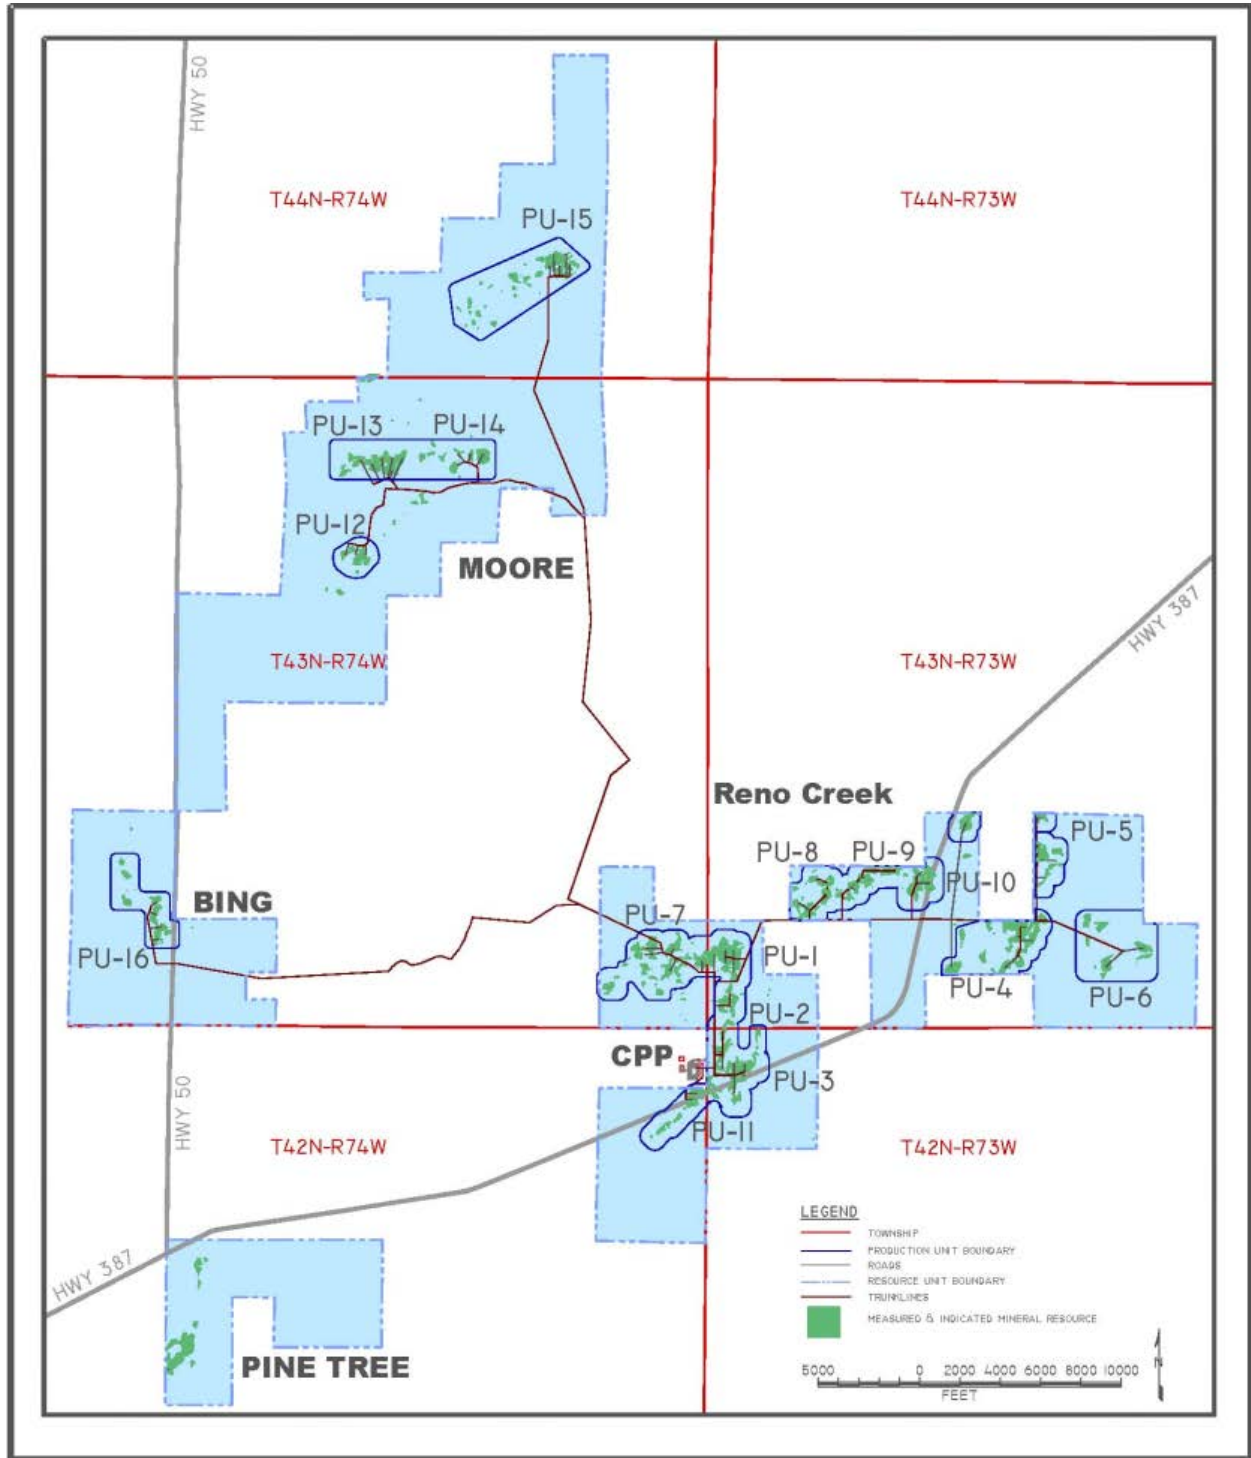 HWY 50
T44N-R74W
T44N-R73W
PU-15
PU-13
PU-14
PU-12
MOORE
HWY 387
T43N-R74W
T43N-R73W
Reno Creek
PU-5
PU-8
PU-9
PU-10
BING
PU-7
PU-16
PU-1
PU-4
PU-6
PU-2
CPP
PU-3
HWY 50
PU-11
T42N-R74W
T42N-R73W
LEGEND
TOWNSHIP
PRODUCTION UNIT BOUNDARY
ROADS
RESOURCE UNIT BOUNDARY
TRUNKLINES
MEASURED & INDICATED MINERAL RESOURCE
HWY 387
PINE TREE
5000 0 2000 4000 6000 8000 10000
FEET
N